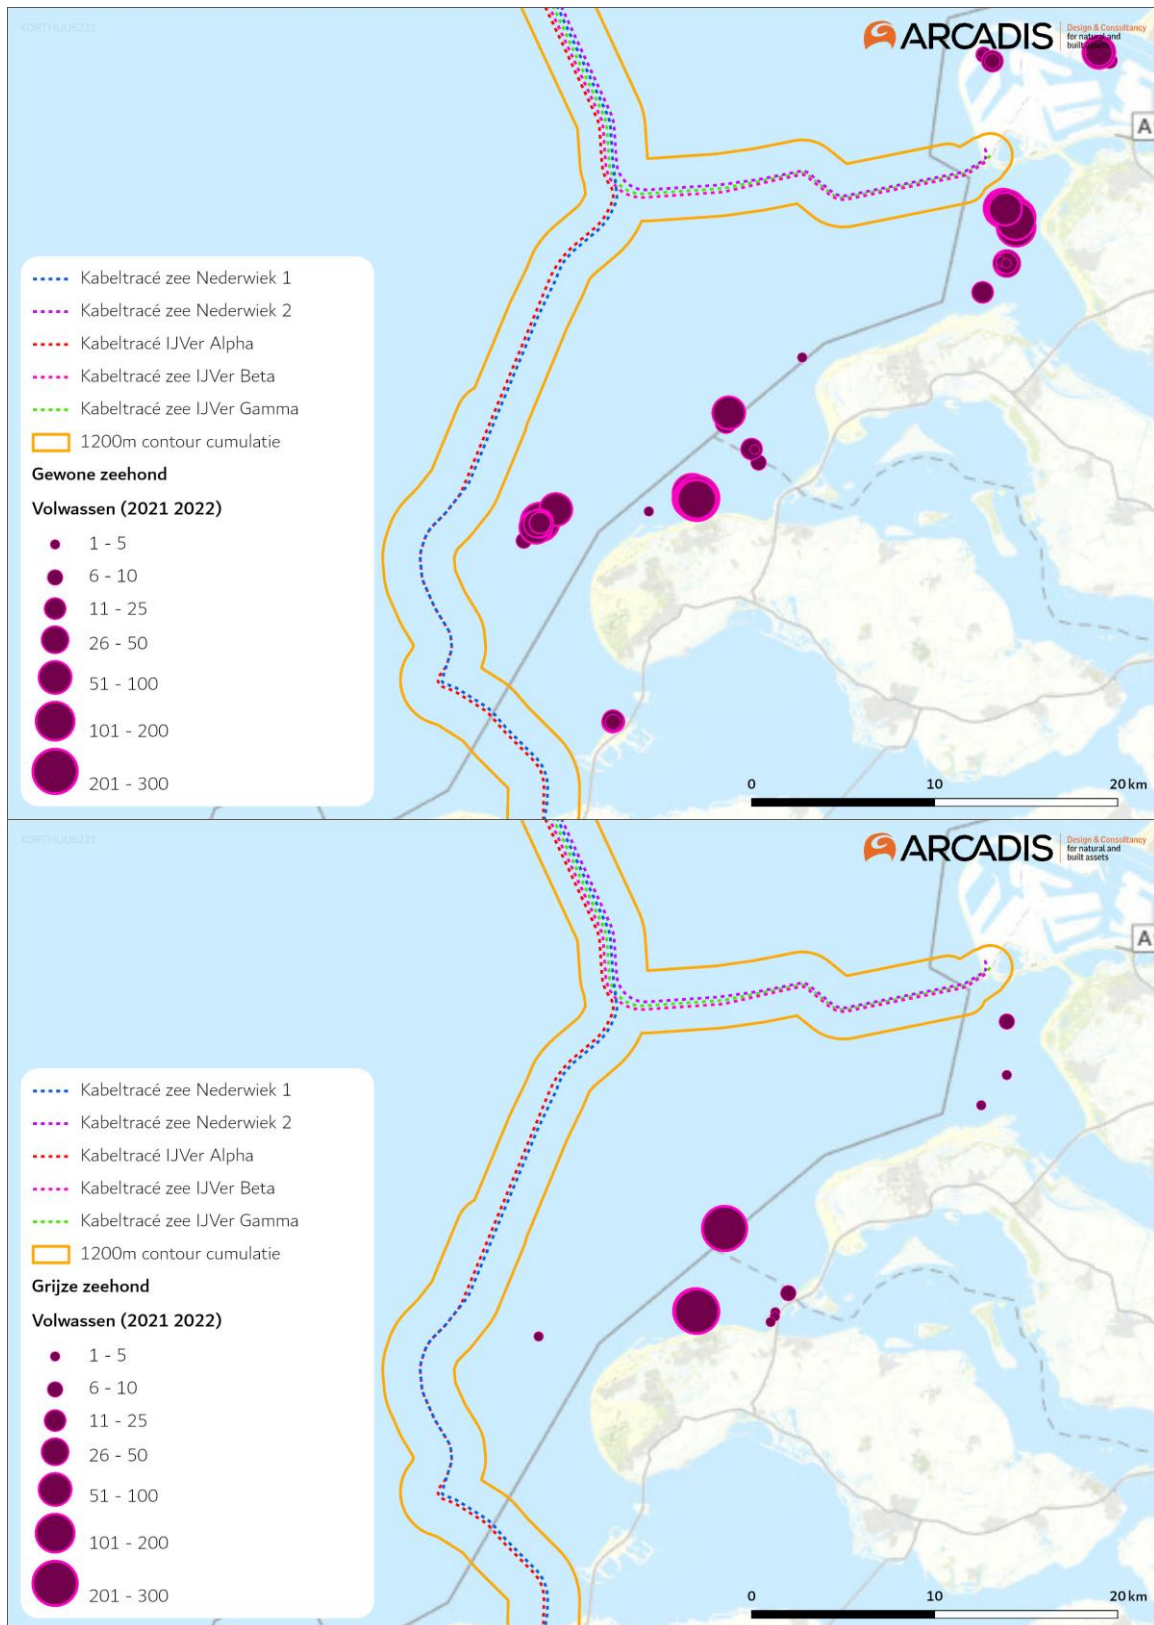 KORTHUU6221
ARCADIS
Design & Consultancy
for natural and
built assets
A
Kabeltracé zee Nederwiek 1
Kabeltracé zee Nederwiek 2
Kabeltracé IJVer Alpha
Kabeltracé zee IJVer Beta
Kabeltracé zee IJVer Gamma
1200m contour cumulatie
Gewone zeehond
Volwassen (2021 2022)
1 - 5
6 - 10
11 - 25
26 - 50
51 - 100
101 - 200
201 - 300
0 10 20 km
KORTHUU6221
ARCADIS
Design & Consultancy
for natural and
built assets
A
Kabeltracé zee Nederwiek 1
Kabeltracé zee Nederwiek 2
Kabeltracé IJVer Alpha
Kabeltracé zee IJVer Beta
Kabeltracé zee IJVer Gamma
1200m contour cumulatie
Grijze zeehond
Volwassen (2021 2022)
1 - 5
6 - 10
11 - 25
26 - 50
51 - 100
101 - 200
201 - 300
0 10 20 km